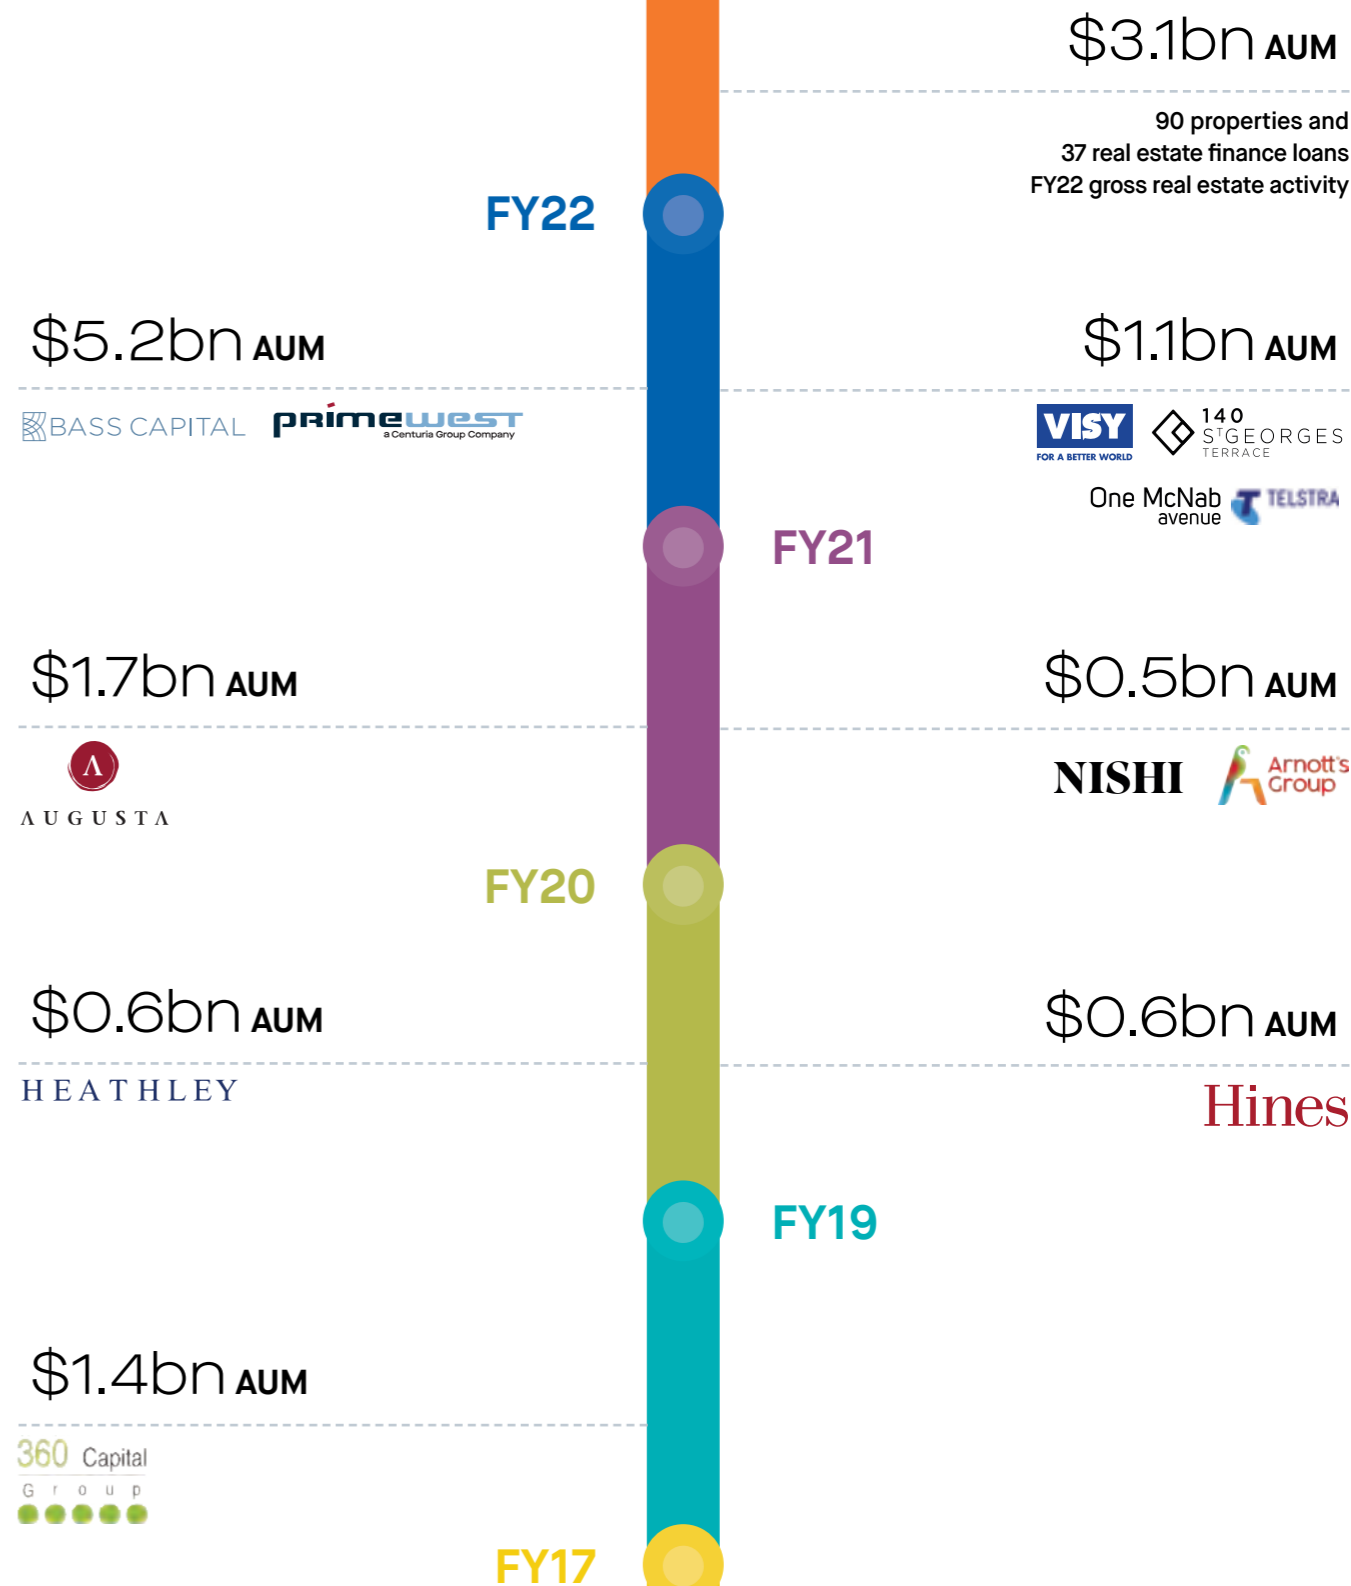 $3.1bn AUM
90 properties and
37 real estate finance loans
FY22 gross real estate activity
FY22
$5.2bn AUM
BASS CAPITAL
primewest
a Centuria Group Company
$1.1bn AUM
VISY
FOR A BETTER WORLD
140
STGEORGES
TERRACE
One McNab
avenue
T TELSTRA
FY21
$1.7bn AUM
AUGUSTA
$0.5bn AUM
NISHI
Arnott's
Group
FY20
$0.6bn AUM
HEATHLEY
$0.6bn AUM
Hines
FY19
$1.4bn AUM
360 Capital
Group
FY17